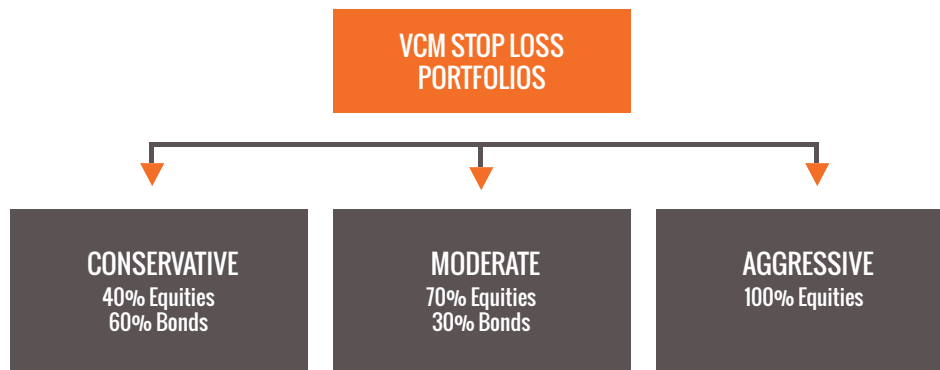 VCM STOP LOSS
PORTFOLIOS
CONSERVATIVE
40% Equities
60% Bonds
MODERATE
70% Equities
30% Bonds
AGGRESSIVE
100% Equities